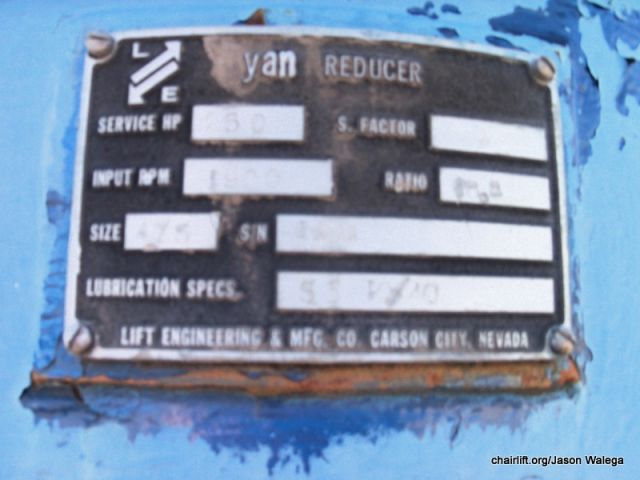 L E
yan REDUCER
SERVICE HP S. FACTOR
INPUT RPM RATIO
SIZE 475 S/N
LUBRICATION SPECS.
LIFT ENGINEERING & MFG. CO. CARSON CITY, NEVADA
chairlift.org/Jason Walega